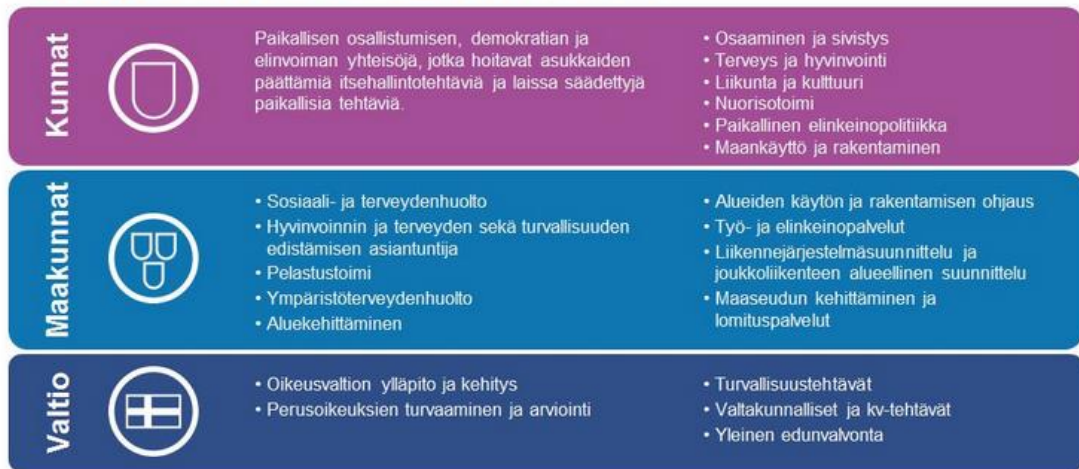 Kunnat
Paikallisen osallistumisen, demokratian ja
elinvoiman yhteisöjä, jotka hoitavat asukkaiden
päättämiä itsehallintotehtäviä ja laissa säädettyjä
paikallisia tehtäviä.
• Osaaminen ja sivistys
• Terveys ja hyvinvointi
• Liikunta ja kulttuuri
• Nuorisotoimi
• Paikallinen elinkeinopolitiikka
• Maankäyttö ja rakentaminen
Maakunnat
• Sosiaali- ja terveydenhuolto
• Hyvinvoinnin ja terveyden sekä turvallisuuden
edistämisen asiantuntija
• Pelastustoimi
• Ympäristöterveydenhuolto
• Aluekehittäminen
• Alueiden käytön ja rakentamisen ohjaus
• Työ- ja elinkeinopalvelut
• Liikennejärjestelmäsuunnittelu ja
joukkoliikenteen alueellinen suunnittelu
• Maaseudun kehittäminen ja
lomituspalvelut
Valtio
• Oikeusvaltion ylläpito ja kehitys
• Perusoikeuksien turvaaminen ja arviointi
• Turvallisuustehtävät
• Valtakunnalliset ja kv-tehtävät
• Yleinen edunvalvonta